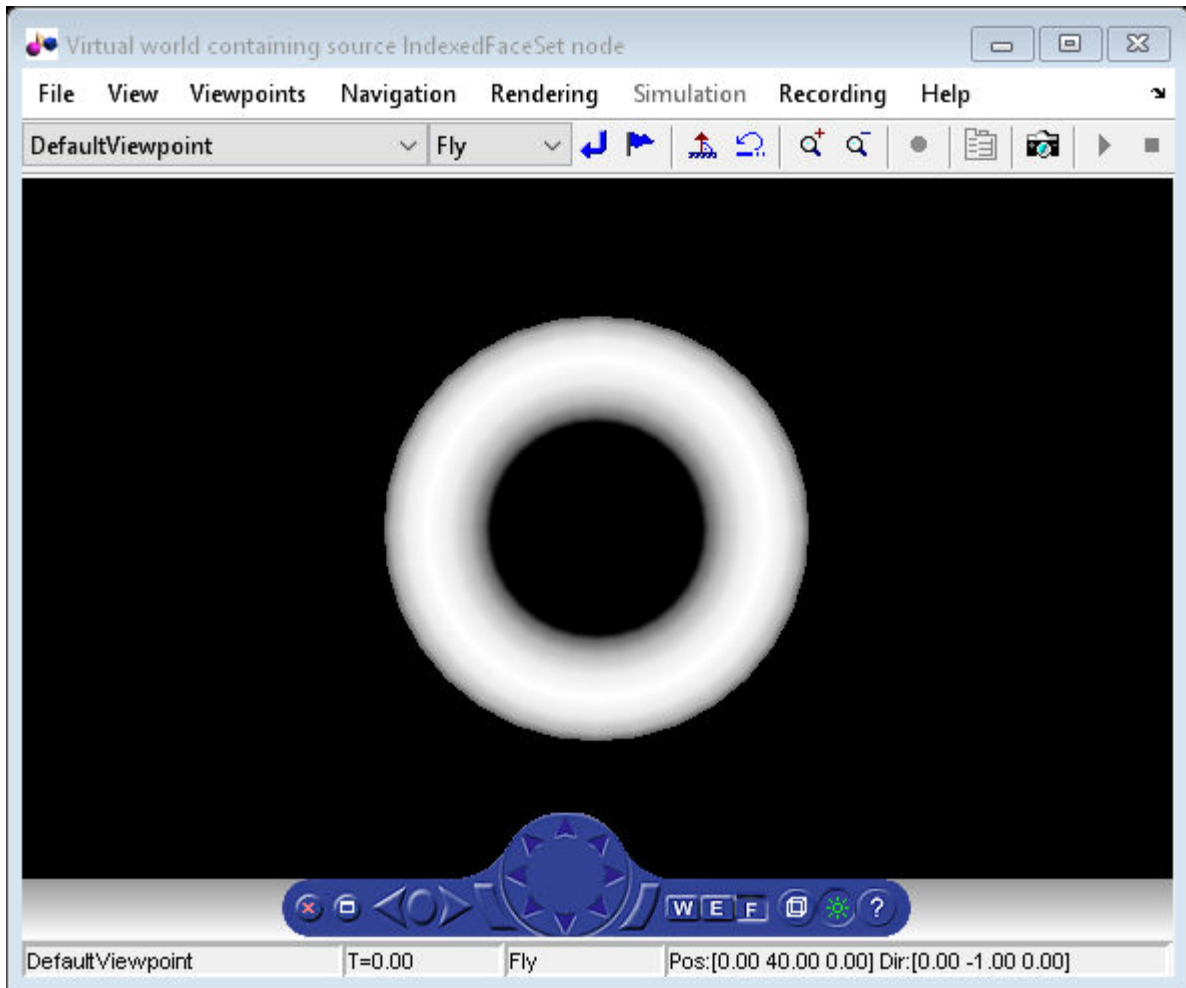 Virtual world containing source IndexedFaceSet node
File View Viewpoints Navigation Rendering Simulation Recording Help
DefaultViewpoint Fly
W E F ?
DefaultViewpoint T=0.00 Fly Pos:[0.00 40.00 0.00] Dir:[0.00 -1.00 0.00]